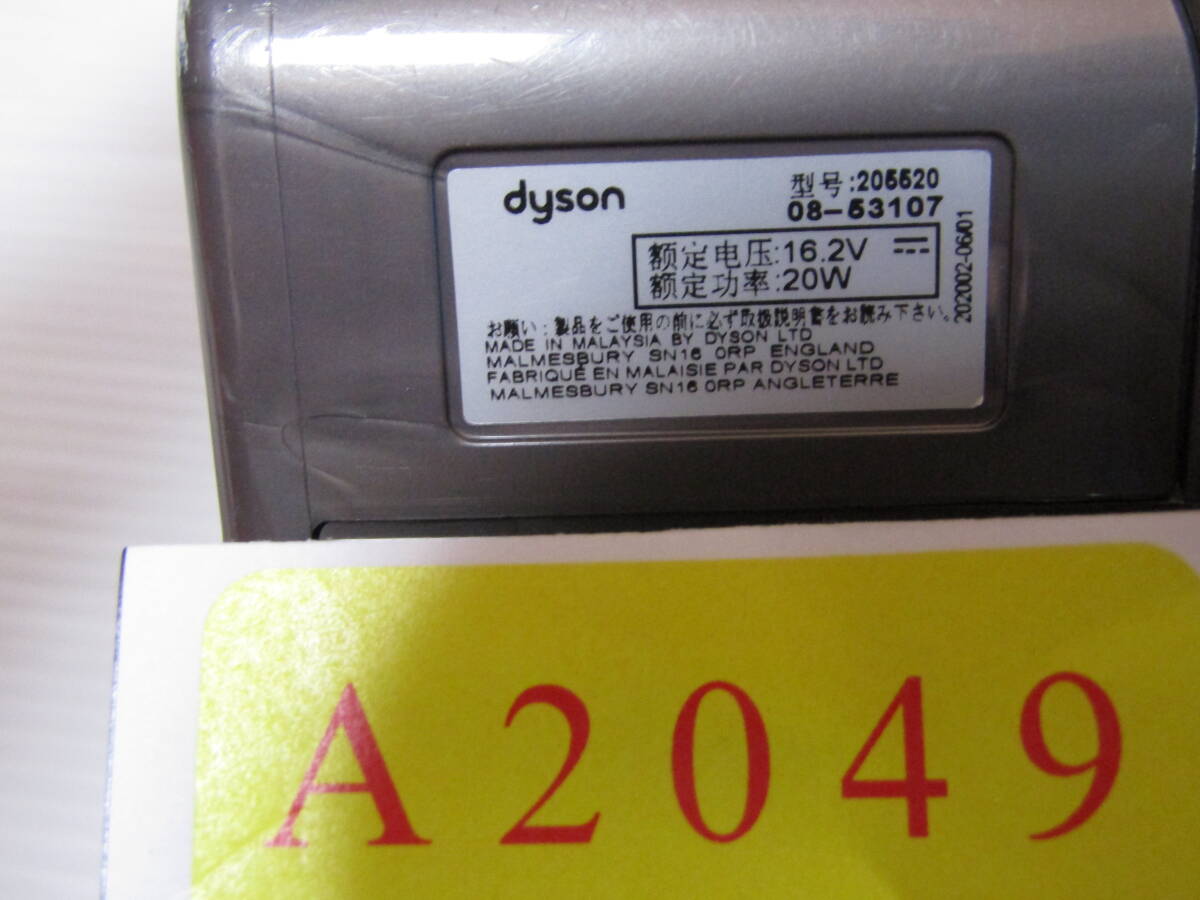 dyson
型号:205520
08-53107
额定电压:16.2V
额定功率:20W
202002-06/01
お願い:製品をご使用の前に必ず取扱説明書をお読み下さい。
MADE IN MALAYSIA BY DYSON LTD
MALMESBURY SN16 0RP ENGLAND
FABRIQUÉ EN MALAISIE PAR DYSON LTD
MALMESBURY SN16 0RP ANGLETERRE
A2049